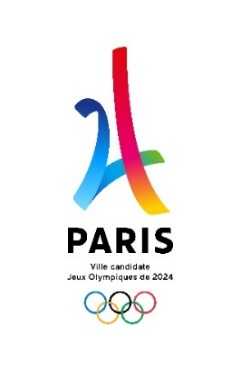 PARIS
Ville candidate
Jeux Olympiques de 2024